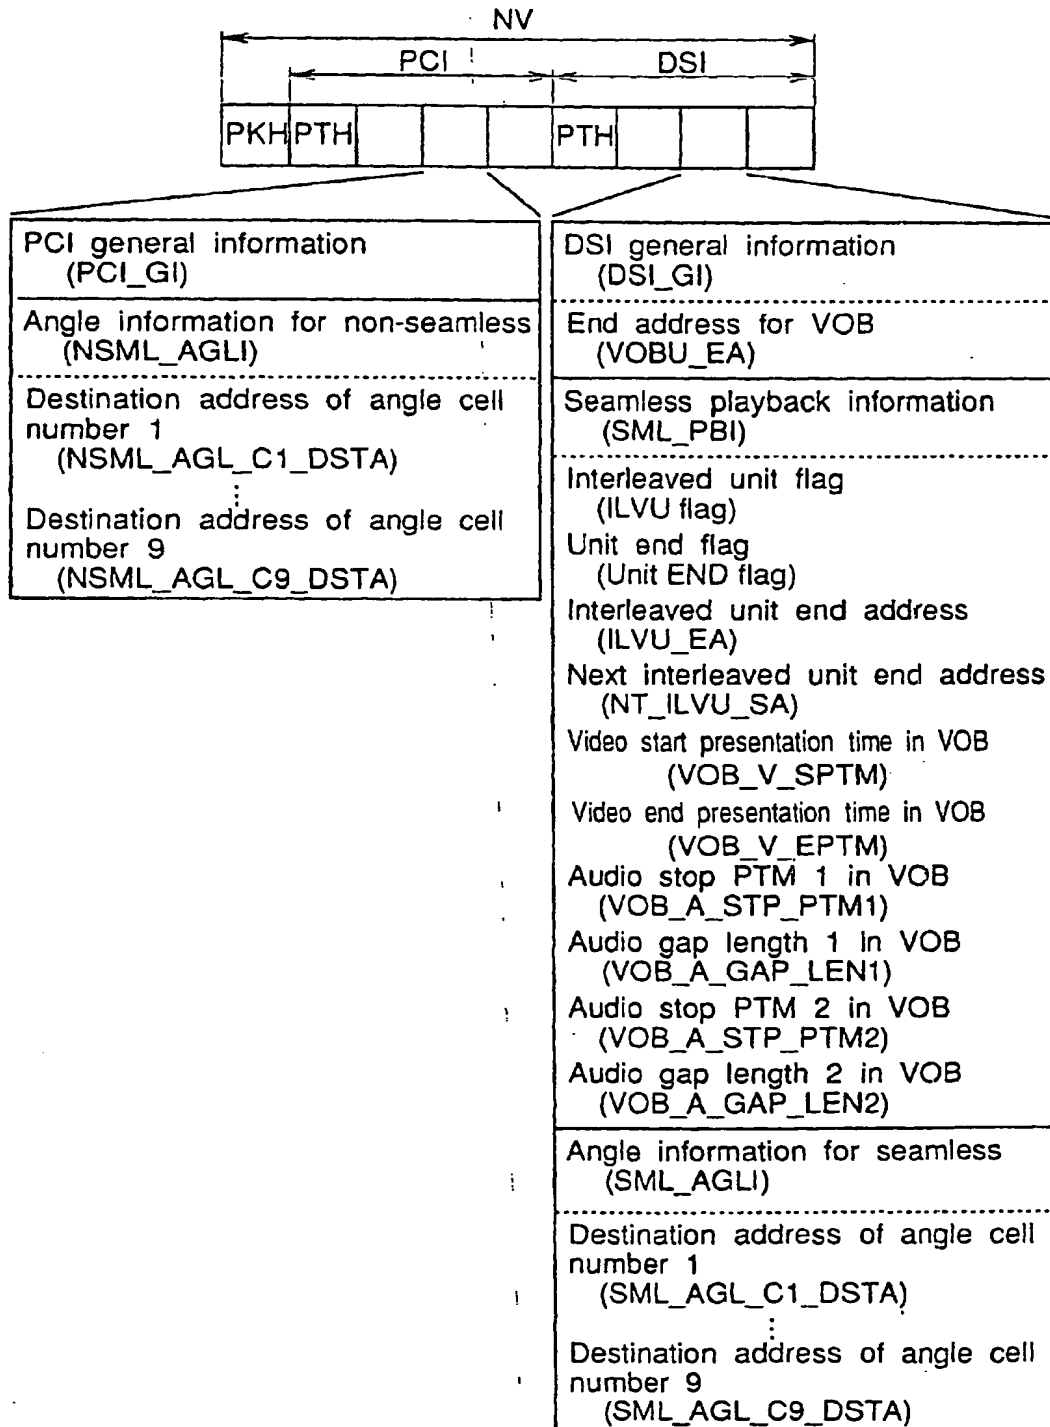 NV
PCI
DSI
PKH
PTH
PTH
PCI general information
(PCI_GI)
Angle information for non-seamless
(NSML_AGLI)
Destination address of angle cell
number 1
(NSML_AGL_C1_DSTA)
Destination address of angle cell
number 9
(NSML_AGL_C9_DSTA)
DSI general information
(DSI_GI)
End address for VOB
(VOBU_EA)
Seamless playback information
(SML_PBI)
Interleaved unit flag
(ILVU flag)
Unit end flag
(Unit END flag)
Interleaved unit end address
(ILVU_EA)
Next interleaved unit end address
(NT_ILVU_SA)
Video start presentation time in VOB
(VOB_V_SPTM)
Video end presentation time in VOB
(VOB_V_EPTM)
Audio stop PTM 1 in VOB
(VOB_A_STP_PTM1)
Audio gap length 1 in VOB
(VOB_A_GAP_LEN1)
Audio stop PTM 2 in VOB
(VOB_A_STP_PTM2)
Audio gap length 2 in VOB
(VOB_A_GAP_LEN2)
Angle information for seamless
(SML_AGLI)
Destination address of angle cell
number 1
(SML_AGL_C1_DSTA)
Destination address of angle cell
number 9
(SML_AGL_C9_DSTA)